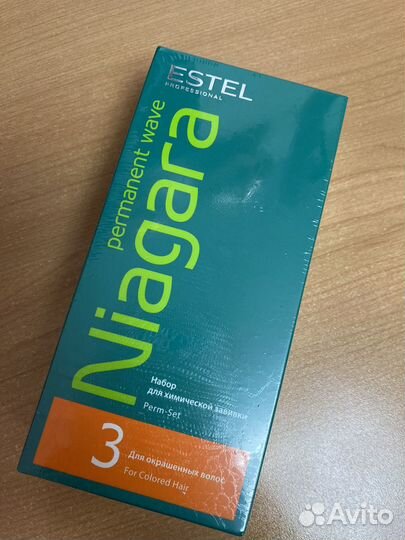 ESTEL
PROFESSIONAL
permanent wave
Niagara
Набор
для химической завивки
Perm-Set
3
Для окрашенных волос
For Colored Hair
Avito